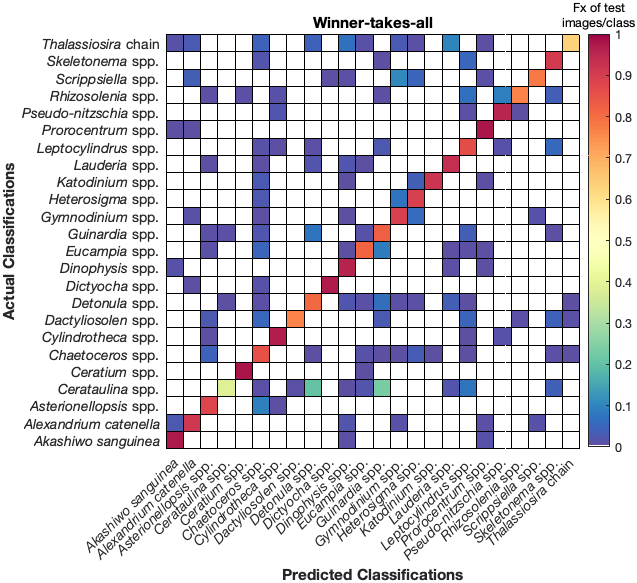 Fx of test
images/class
Winner-takes-all
Thalassiosira chain
Skeletonema spp.
Scrippsiella spp.
Rhizosolenia spp.
Pseudo-nitzschia spp.
Prorocentrum spp.
Leptocylindrus spp.
Lauderia spp.
Katodinium spp.
Heterosigma spp.
Gymnodinium spp.
Guinardia spp.
Eucampia spp.
Dinophysis spp.
Dictyocha spp.
Detonula spp.
Dactyliosolen spp.
Cylindrotheca spp.
Chaetoceros spp.
Ceratium spp.
Cerataulina spp.
Asterionellopsis spp.
Alexandrium catenella
Akashiwo sanguinea
Actual Classifications
1
0.9
0.8
0.7
0.6
0.5
0.4
0.3
0.2
0.1
0
Akashiwo sanguinea
Alexandrium catenella
Asterionellopsis spp.
Cerataulina spp.
Ceratium spp.
Chaetoceros spp.
Cylindrotheca spp.
Dactyliosolen spp.
Detonula spp.
Dictyocha spp.
Dinophysis spp.
Eucampia spp.
Guinardia spp.
Gymnodinium spp.
Heterosigma spp.
Katodinium spp.
Lauderia spp.
Leptocylindrus spp.
Prorocentrum spp.
Pseudo-nitzschia spp.
Rhizosolenia spp.
Scrippsiella spp.
Skeletonema spp.
Thalassiosira chain
Predicted Classifications